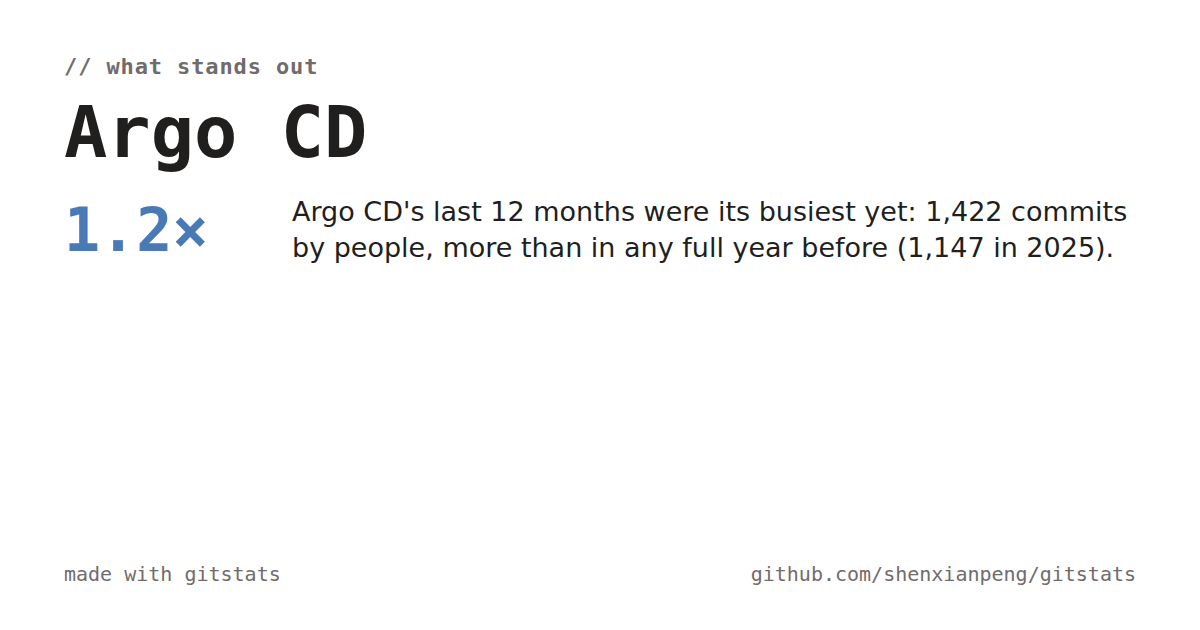 // what stands out
Argo CD
1.2×
Argo CD's last 12 months were its busiest yet: 1,422 commits
by people, more than in any full year before (1,147 in 2025).
made with gitstats
github.com/shenxianpeng/gitstats